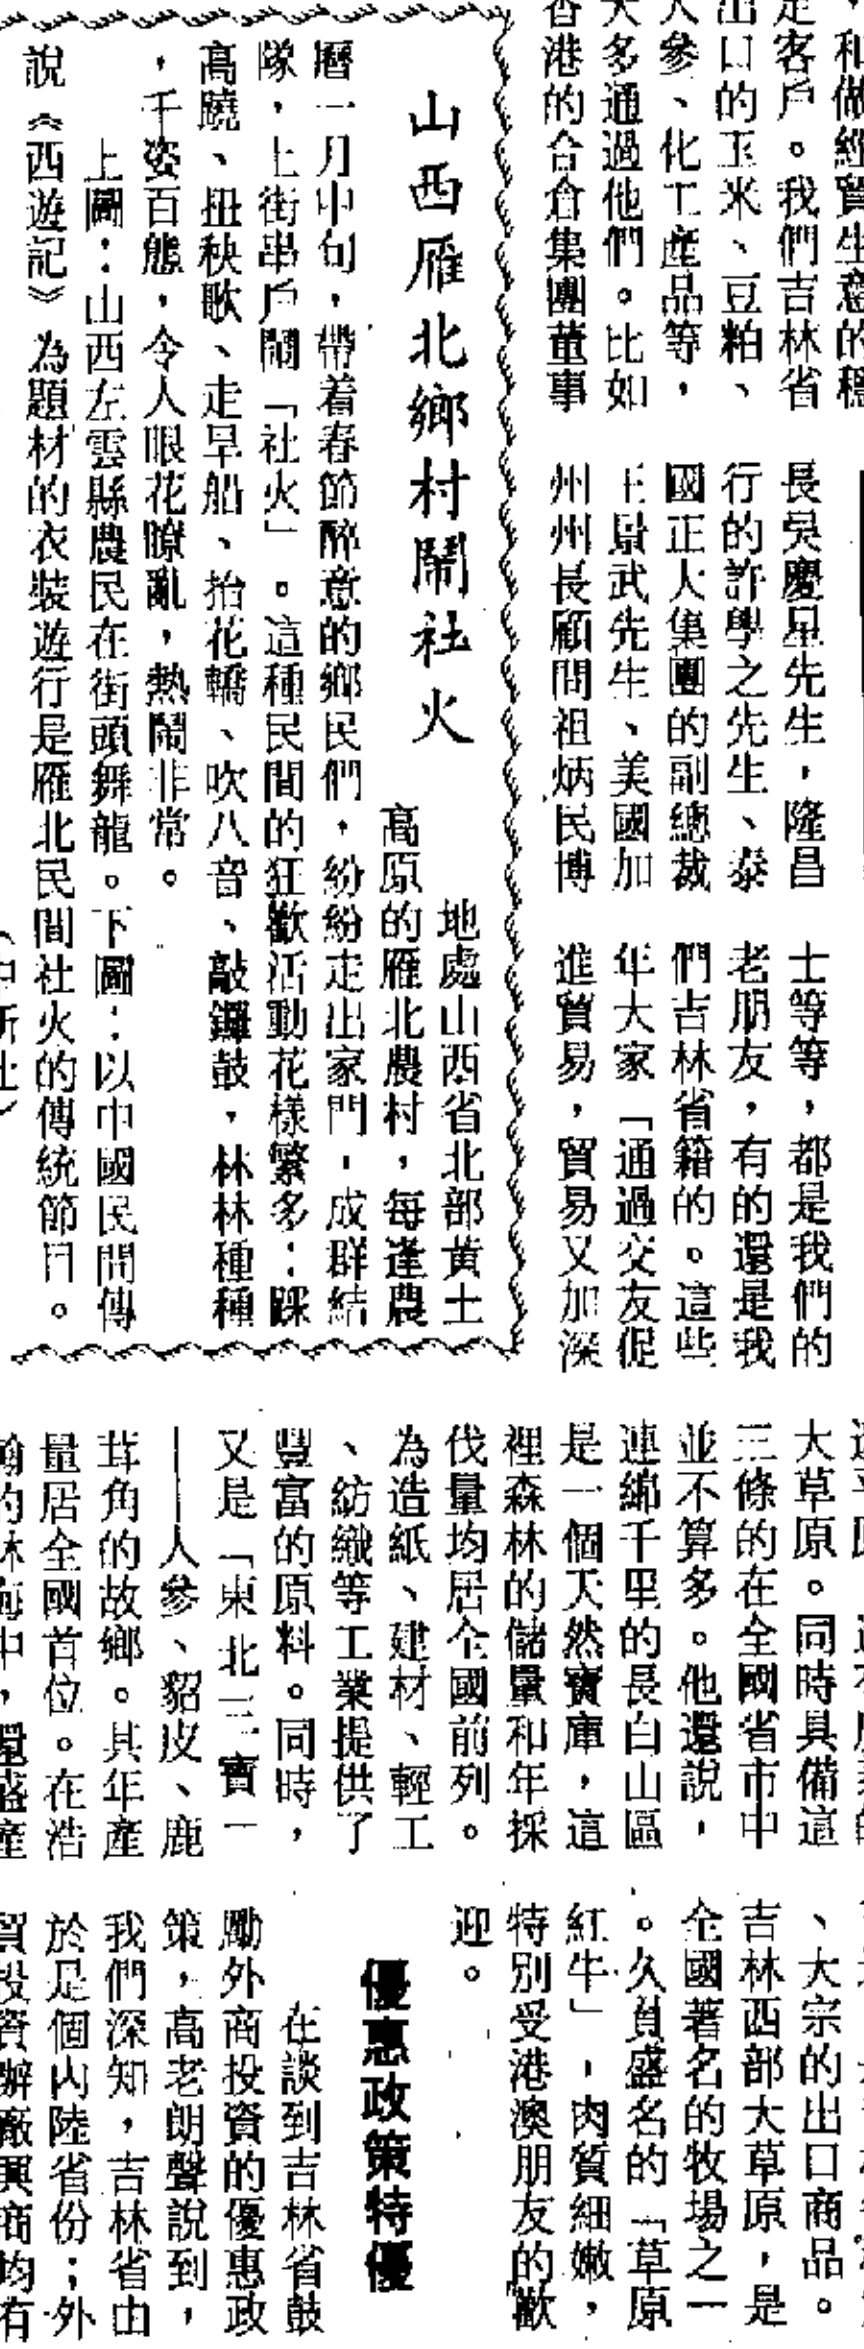 ，和做經貿生意的穩
定客戶。我們吉林省
出口的玉米、豆粕、
人參、化工產品等，
大多通過他們。比如
香港的合倉集團董事
長吳慶星先生，隆昌
行的許學之先生、泰
國正大集團的副總裁
王景武先生、美國加
州州長顧問祖炳民博
士等等，都是我們的
老朋友，有的還是我
們吉林省籍的。這些
年大家「通過交友促
進貿易，貿易又加深
山西雁北鄉村鬧社火
地處山西省北部黃土
高原的雁北農村，每逢農
曆一月中旬，帶着春節醉意的鄉民們，紛紛走出家門，成群結
隊，上街串戶鬧「社火」。這種民間的狂歡活動花樣繁多：踩
高蹺、扭秧歌、走旱船、抬花轎、吹八音、敲鑼鼓，林林種種
，千姿百態，令人眼花瞭亂，熱鬧非常。
上圖：山西左雲縣農民在街頭舞龍。下圖：以中國民間傳
說《西遊記》為題材的衣裝遊行是雁北民間社火的傳統節目。
（中新社）
大草原。同時具備這
三條的在全國省市中
並不算多。他還說，
連綿千里的長白山區
是一個天然寶庫，這
裡森林的儲量和年採
伐量均居全國前列。
為造紙、建材、輕工
、紡織等工業提供了
豐富的原料。同時，
又是「東北三寶」
——人參、貂皮、鹿
茸角的故鄉。其年產
量居全國首位。在浩
瀚的林海中，還盛產
、大宗的出口商品。
吉林西部大草原，是
全國著名的牧場之一
。久負盛名的「草原
紅牛」，肉質細嫩，
特別受港澳朋友的歡
迎。
優惠政策特優
在談到吉林省鼓
勵外商投資的優惠政
策，高老朗聲說到，
我們深知，吉林省由
於是個內陸省份；外
貿投資辦廠興商均有